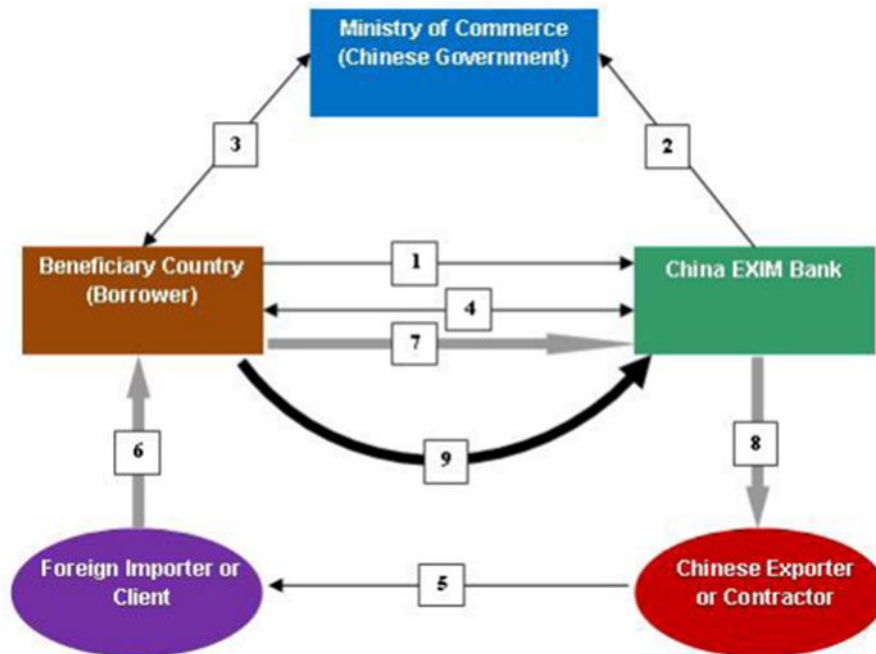 Ministry of Commerce
(Chinese Government)
3
2
Beneficiary Country
(Borrower)
1
China EXIM Bank
4
7
6
9
8
Foreign Importer or
Client
5
Chinese Exporter
or Contractor